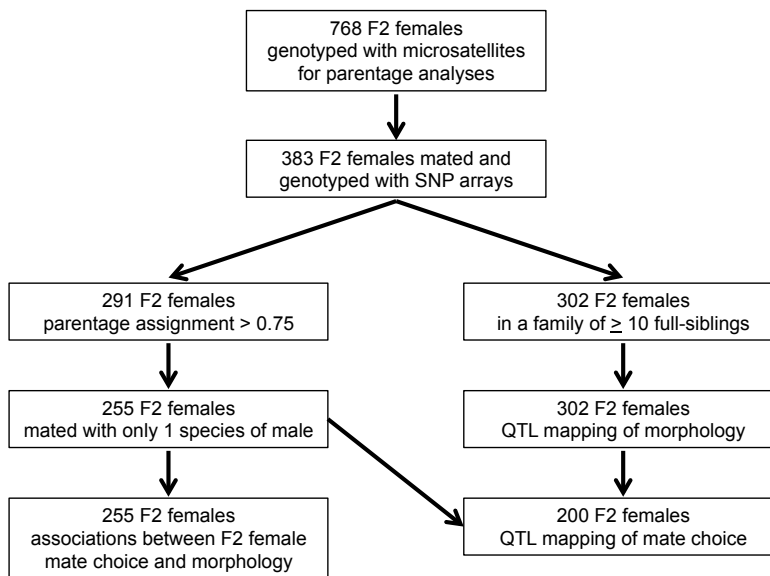 768 F2 females
genotyped with microsatellites
for parentage analyses
383 F2 females mated and
genotyped with SNP arrays
291 F2 females
parentage assignment > 0.75
302 F2 females
in a family of ≥ 10 full-siblings
255 F2 females
mated with only 1 species of male
302 F2 females
QTL mapping of morphology
255 F2 females
associations between F2 female
mate choice and morphology
200 F2 females
QTL mapping of mate choice